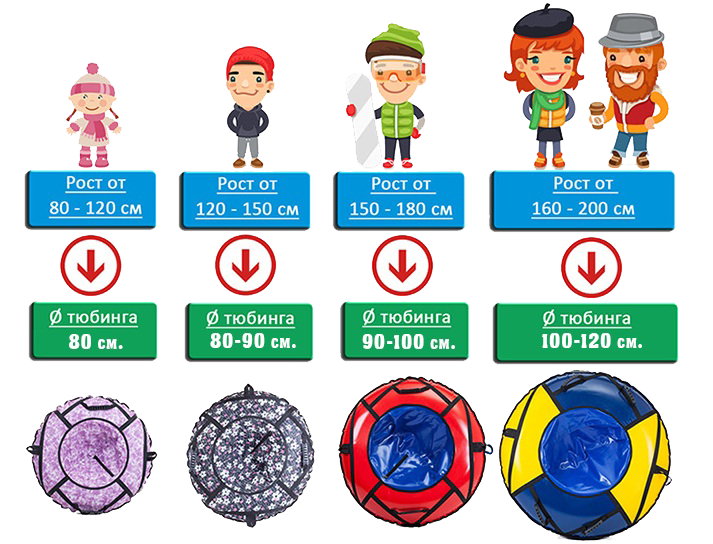 Рост от
80 - 120 см
Рост от
120 - 150 см
Рост от
150 - 180 см
Рост от
160 - 200 см
Ø тюбинга
80 см.
Ø тюбинга
80-90 см.
Ø тюбинга
90-100 см.
Ø тюбинга
100-120 см.